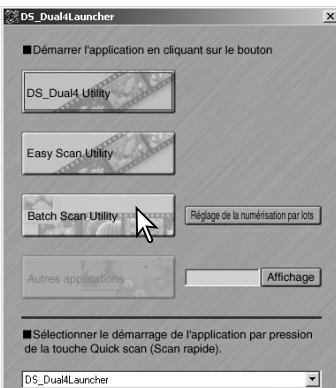 DS_Dual4Launcher
■Démarrer l'application en cliquant sur le bouton
DS_Dual4 Utility
Easy Scan Utility
Batch Scan Utility
Réglage de la numérisation par lots
Autres applications
Affichage
■Sélectionner le démarrage de l'application par pression
de la touche Quick scan (Scan rapide).
DS_Dual4Launcher